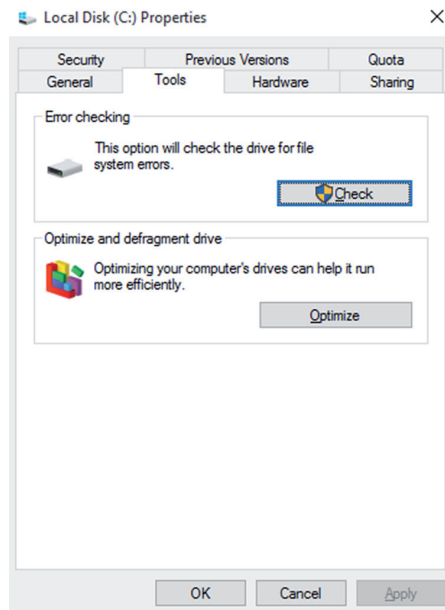 Local Disk (C:) Properties
Security Previous Versions Quota
General Tools Hardware Sharing
Error checking
This option will check the drive for file
system errors.
Check
Optimize and defragment drive
Optimizing your computer's drives can help it run
more efficiently.
Optimize
OK Cancel Apply